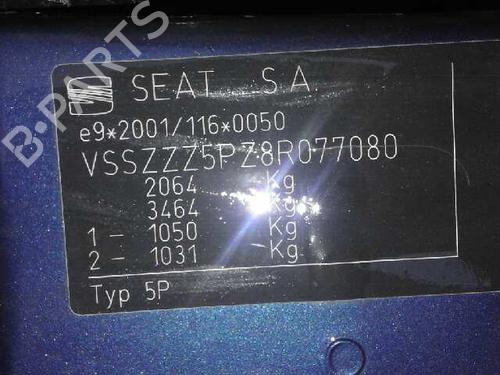 B-PARTS
SEAT S A
e9*2001/116*0050
VSSZZZ5PZ8R077080
2064 Kg
3464 Kg
1 - 1050 Kg
2 - 1031 Kg
Typ 5P